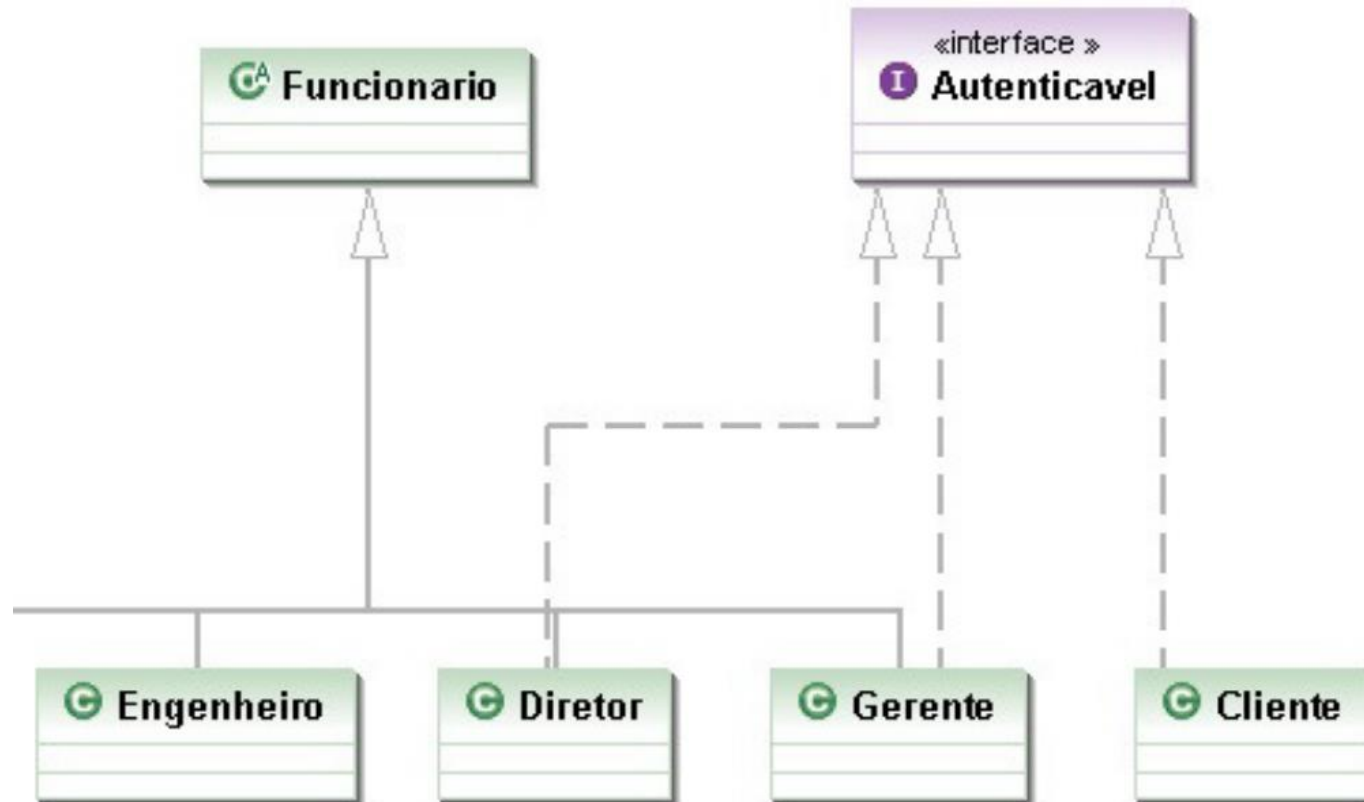 Funcionario
«interface »
Autenticavel
Engenheiro
Diretor
Gerente
Cliente